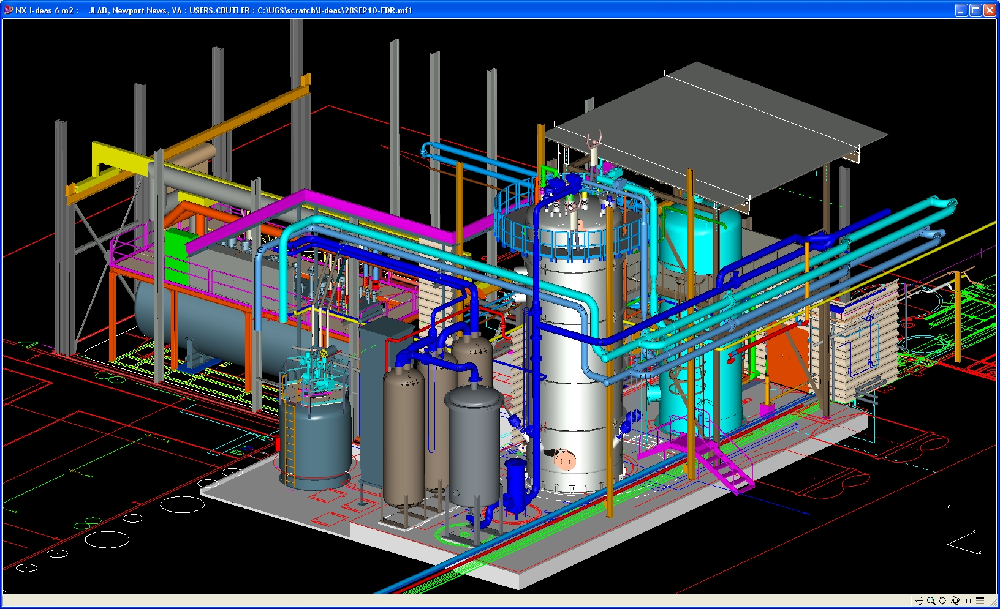 NX I-deas 6 m2 : JLAB, Newport News, VA : USERS.CBUTLER : C:\UGS\scratch\I-deas\28SEP10-FDR.mf1
Y
X
Z